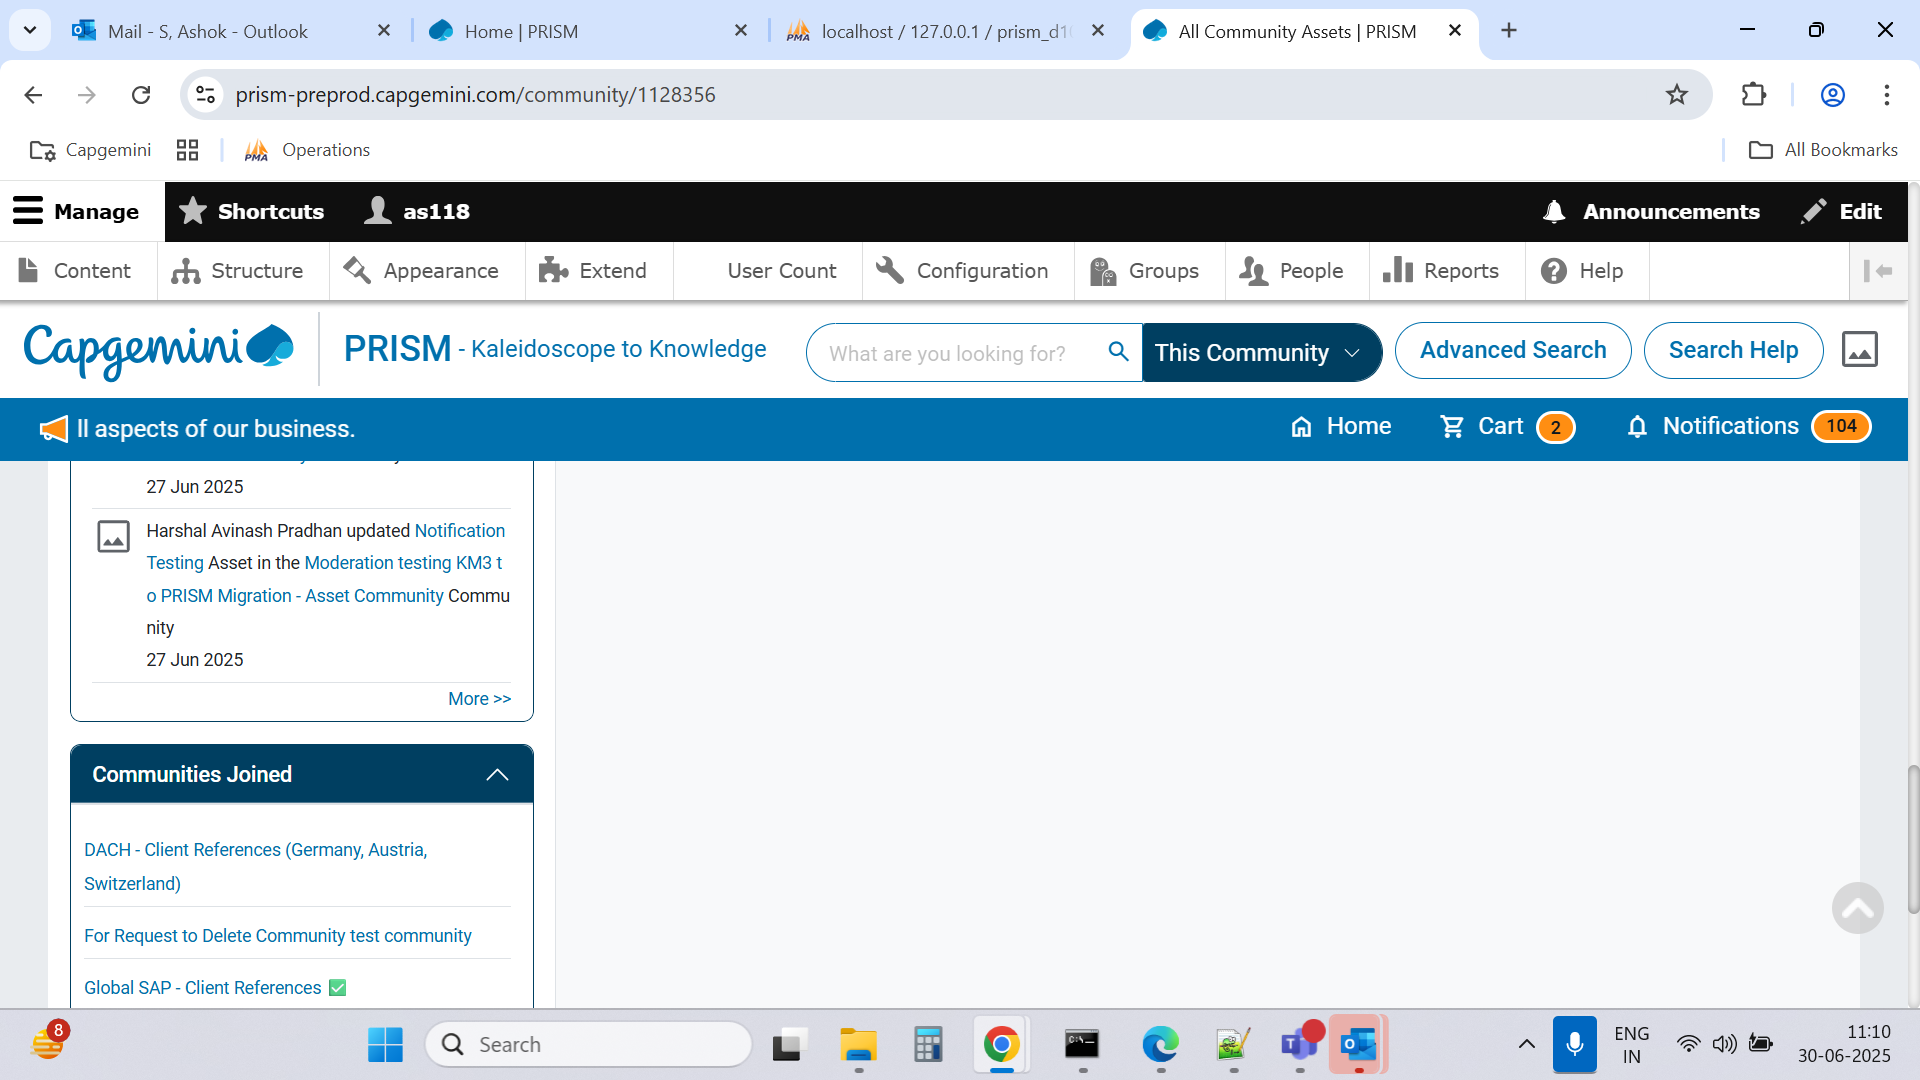 Mail - S, Ashok - Outlook
Home | PRISM
localhost / 127.0.0.1 / prism_d1
All Community Assets | PRISM
prism-preprod.capgemini.com/community/1128356
Capgemini
PMA
Operations
All Bookmarks
Manage
Shortcuts
as118
Announcements
Edit
Content
Structure
Appearance
Extend
User Count
Configuration
Groups
People
Reports
Help
Capgemini
PRISM - Kaleidoscope to Knowledge
What are you looking for?
This Community
Advanced Search
Search Help
ll aspects of our business.
Home
Cart 2
Notifications 104
27 Jun 2025
Harshal Avinash Pradhan updated Notification
Testing Asset in the Moderation testing KM3 t
o PRISM Migration - Asset Community Commu
nity
27 Jun 2025
More >>
Communities Joined
DACH - Client References (Germany, Austria,
Switzerland)
For Request to Delete Community test community
Global SAP - Client References ✅
8
Search
ENG
IN
11:10
30-06-2025